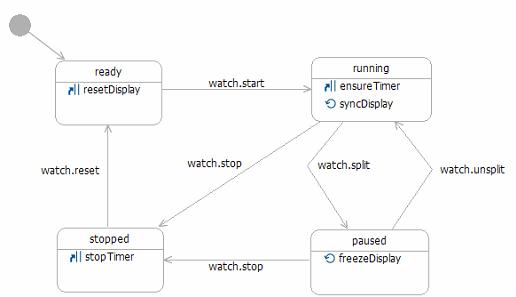 ready
resetDisplay
watch.start
running
ensureTimer
syncDisplay
watch.reset
watch.stop
watch.split
watch.unsplit
stopped
stopTimer
watch.stop
paused
freezeDisplay